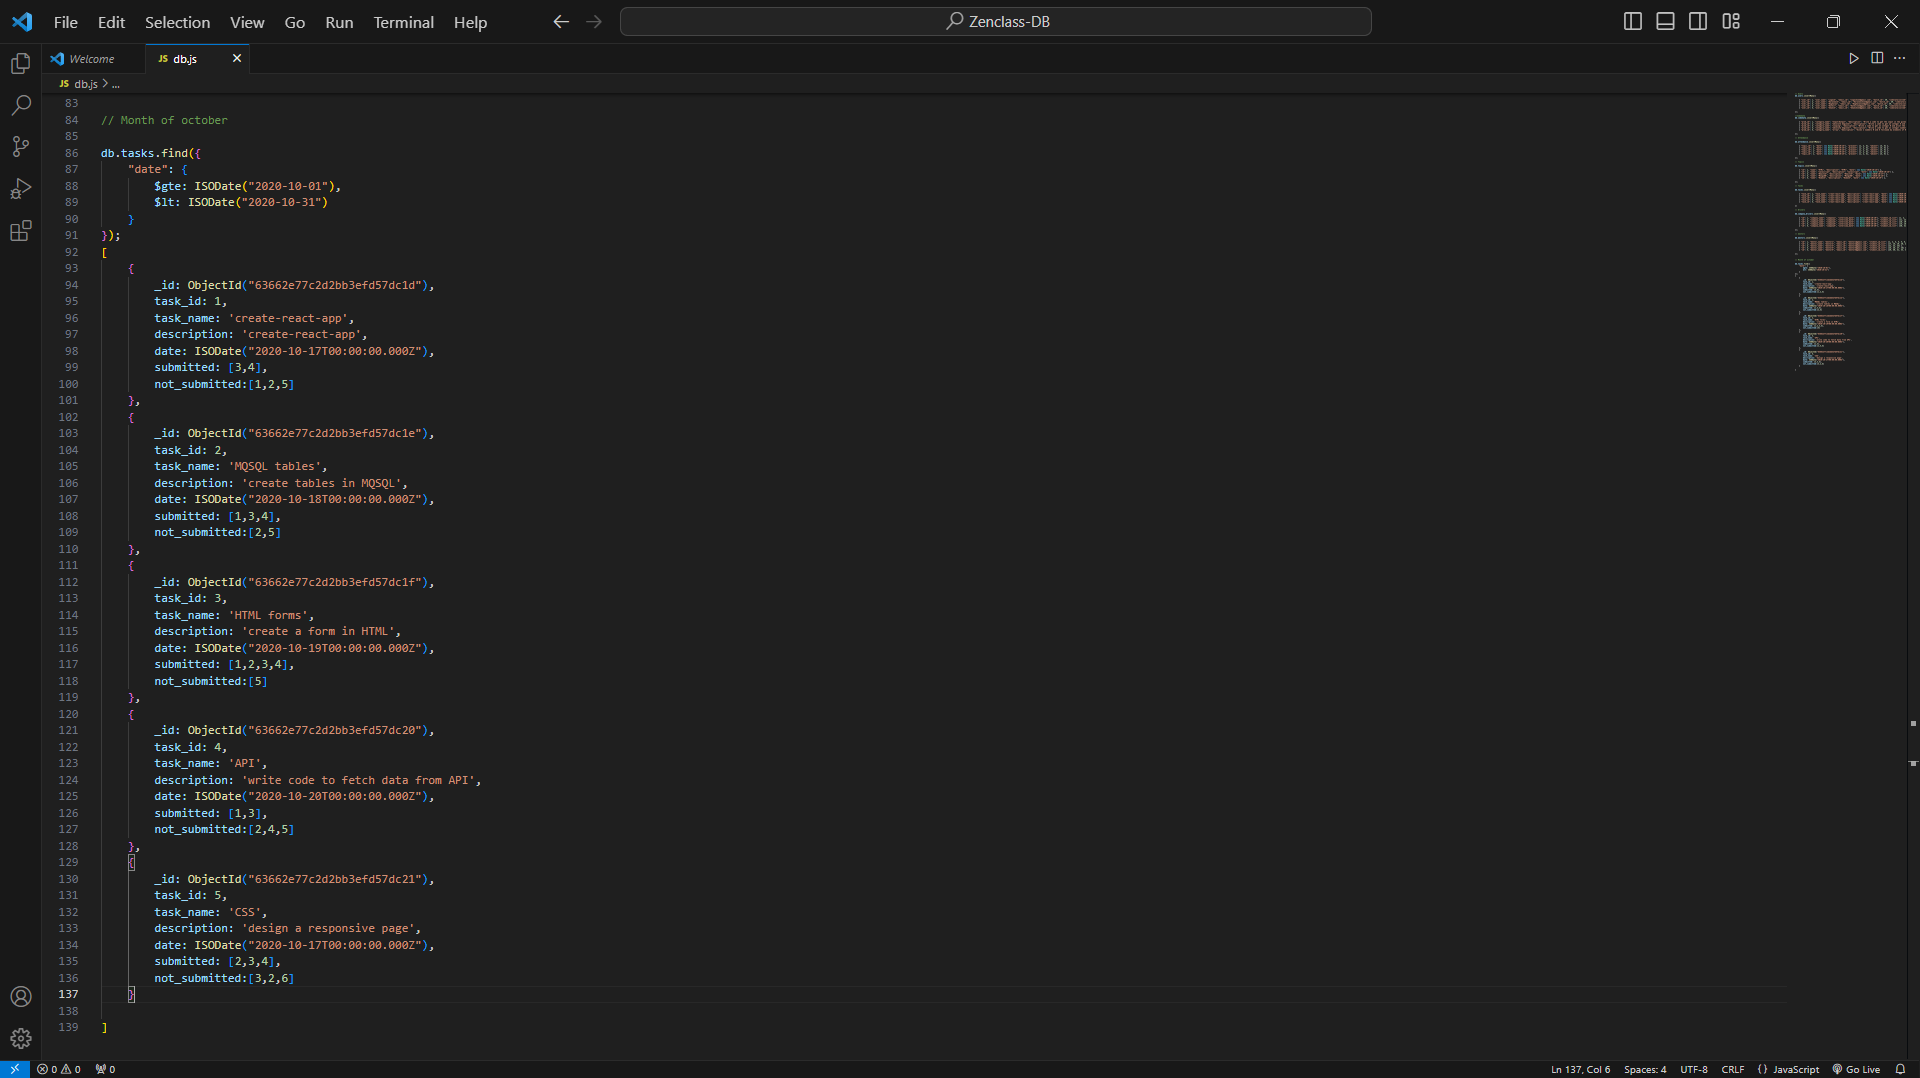 File Edit Selection View Go Run Terminal Help Zenclass-DB
Welcome JS db.js
JS db.js > ...
83
84 // Month of october
85
86 db.tasks.find({
87 "date": {
88 $gte: ISODate("2020-10-01"),
89 $lt: ISODate("2020-10-31")
90 }
91 });
92 [
93 {
94 _id: ObjectId("63662e77c2d2bb3efd57dc1d"),
95 task_id: 1,
96 task_name: 'create-react-app',
97 description: 'create-react-app',
98 date: ISODate("2020-10-17T00:00:00.000Z"),
99 submitted: [3,4],
100 not_submitted:[1,2,5]
101 },
102 {
103 _id: ObjectId("63662e77c2d2bb3efd57dc1e"),
104 task_id: 2,
105 task_name: 'MQSQL tables',
106 description: 'create tables in MQSQL',
107 date: ISODate("2020-10-18T00:00:00.000Z"),
108 submitted: [1,3,4],
109 not_submitted:[2,5]
110 },
111 {
112 _id: ObjectId("63662e77c2d2bb3efd57dc1f"),
113 task_id: 3,
114 task_name: 'HTML forms',
115 description: 'create a form in HTML',
116 date: ISODate("2020-10-19T00:00:00.000Z"),
117 submitted: [1,2,3,4],
118 not_submitted:[5]
119 },
120 {
121 _id: ObjectId("63662e77c2d2bb3efd57dc20"),
122 task_id: 4,
123 task_name: 'API',
124 description: 'write code to fetch data from API',
125 date: ISODate("2020-10-20T00:00:00.000Z"),
126 submitted: [1,3],
127 not_submitted:[2,4,5]
128 },
129 {
130 _id: ObjectId("63662e77c2d2bb3efd57dc21"),
131 task_id: 5,
132 task_name: 'CSS',
133 description: 'design a responsive page',
134 date: ISODate("2020-10-17T00:00:00.000Z"),
135 submitted: [2,3,4],
136 not_submitted:[3,2,6]
137 }
138
139 ]
0 0 0 Ln 137, Col 6 Spaces: 4 UTF-8 CRLF {} JavaScript Go Live